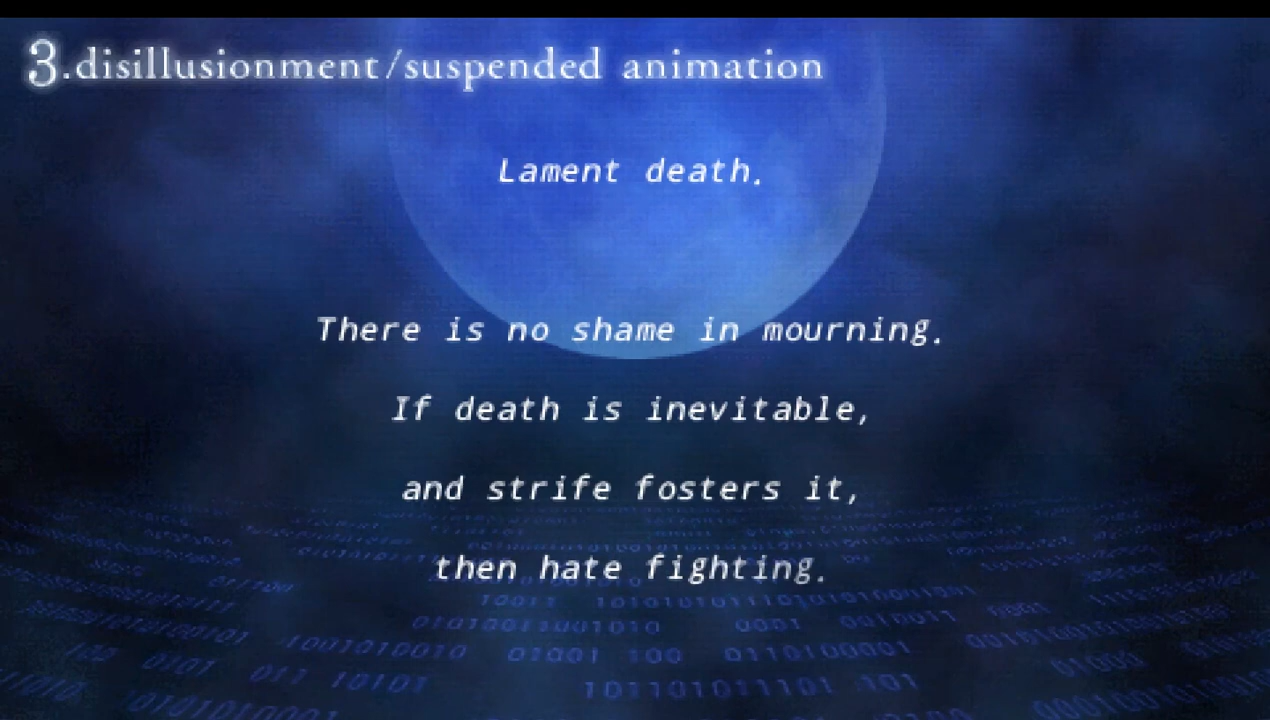 3.disillusionment/suspended animation
Lament death.
There is no shame in mourning.
If death is inevitable,
and strife fosters it,
then hate fighting.